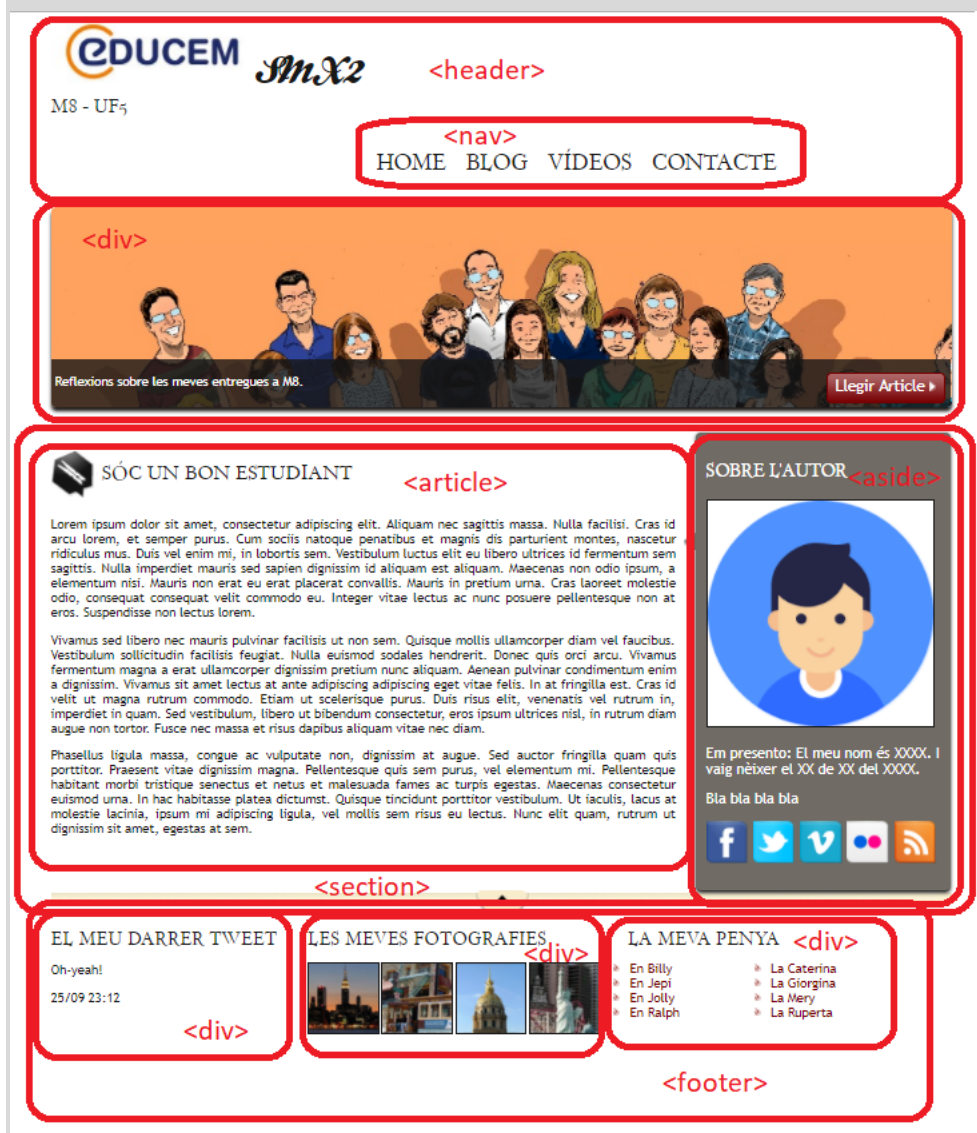 eDUCEM
SMX2
<header>
M8 - UF5
<nav>
HOME BLOG VÍDEOS CONTACTE
<div>
Reflexions sobre les meves entregues a M8.
Llegir Article
SÓC UN BON ESTUDIANT
<article>
Lorem ipsum dolor sit amet, consectetur adipiscing elit. Aliquam nec sagittis massa. Nulla facilisi. Cras id
arcu lorem, et semper purus. Cum sociis natoque penatibus et magnis dis parturient montes, nascetur
ridiculus mus. Duis vel enim mi, in lobortis sem. Vestibulum luctus elit eu libero ultrices id fermentum sem
sagittis. Nulla imperdiet mauris sed sapien dignissim id aliquam est aliquam. Maecenas non odio ipsum, a
elementum nisi. Mauris non erat eu erat placerat convallis. Mauris in pretium urna. Cras laoreet molestie
odio, consequat consequat velit commodo eu. Integer vitae lectus ac nunc posuere pellentesque non at
eros. Suspendisse non lectus lorem.
Vivamus sed libero nec mauris pulvinar facilisis ut non sem. Quisque mollis ullamcorper diam vel faucibus.
Vestibulum sollicitudin facilisis feugiat. Nulla euismod sodales hendrerit. Donec quis orci arcu. Vivamus
fermentum magna a erat ullamcorper dignissim pretium nunc aliquam. Aenean pulvinar condimentum enim
a dignissim. Vivamus sit amet lectus at ante adipiscing adipiscing eget vitae felis. In at fringilla est. Cras id
velit ut magna rutrum commodo. Etiam ut scelerisque purus. Duis risus elit, venenatis vel rutrum in,
imperdiet in quam. Sed vestibulum, libero ut bibendum consectetur, eros ipsum ultrices nisl, in rutrum diam
augue non tortor. Fusce nec massa et risus dapibus aliquam vitae nec diam.
Phasellus ligula massa, congue ac vulputate non, dignissim at augue. Sed auctor fringilla quam quis
porttitor. Praesent vitae dignissim magna. Pellentesque quis sem purus, vel elementum mi. Pellentesque
habitant morbi tristique senectus et netus et malesuada fames ac turpis egestas. Maecenas consectetur
euismod urna. In hac habitasse platea dictumst. Quisque tincidunt porttitor vestibulum. Ut iaculis, lacus at
molestie lacinia, ipsum mi adipiscing ligula, vel mollis sem risus eu lectus. Nunc elit quam, rutrum ut
dignissim sit amet, egestas at sem.
SOBRE L'AUTOR
<aside>
Em presento: El meu nom és XXXX. I
vaig nèixer el XX de XX del XXXX.
Bla bla bla bla
<section>
EL MEU DARRER TWEET
Oh-yeah!
25/09 23:12
<div>
LES MEVES FOTOGRAFIES
<div>
LA MEVA PENYA
<div>
En Billy
En Jepi
En Jolly
En Ralph
La Caterina
La Giorgina
La Mery
La Ruperta
<footer>